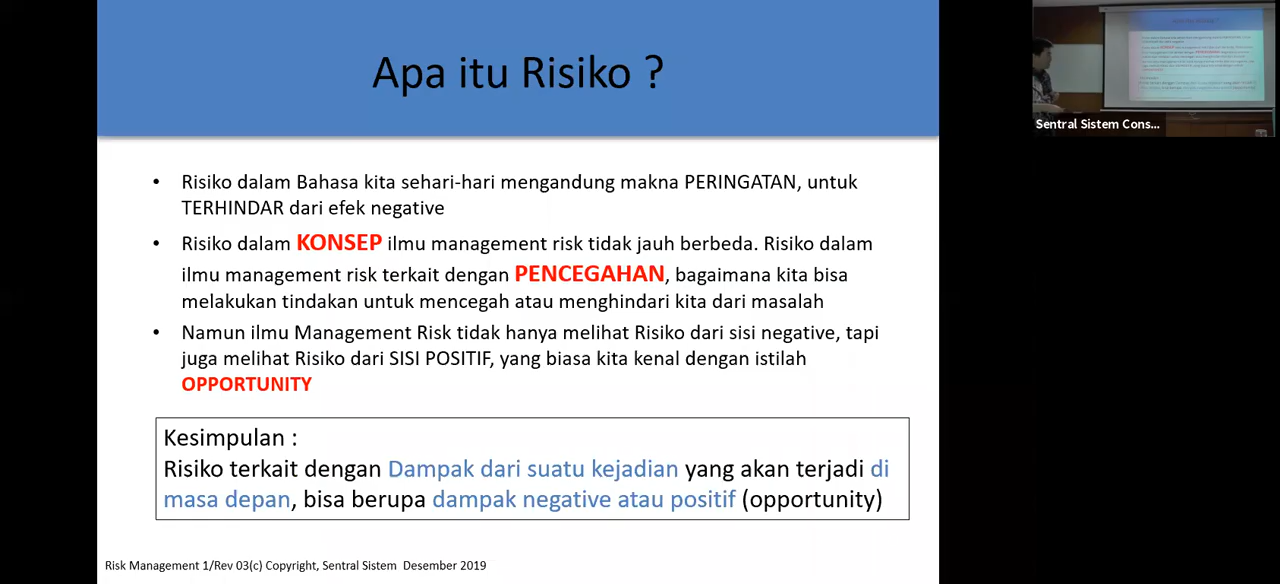 Apa itu Risiko ?
• Risiko dalam Bahasa kita sehari-hari mengandung makna PERINGATAN, untuk
TERHINDAR dari efek negative
• Risiko dalam KONSEP ilmu management risk tidak jauh berbeda. Risiko dalam
ilmu management risk terkait dengan PENCEGAHAN, bagaimana kita bisa
melakukan tindakan untuk mencegah atau menghindari kita dari masalah
• Namun ilmu Management Risk tidak hanya melihat Risiko dari sisi negative, tapi
juga melihat Risiko dari SISI POSITIF, yang biasa kita kenal dengan istilah
OPPORTUNITY
Kesimpulan :
Risiko terkait dengan Dampak dari suatu kejadian yang akan terjadi di
masa depan, bisa berupa dampak negative atau positif (opportunity)
Risk Management 1/Rev 03(c) Copyright, Sentral Sistem Desember 2019
Sentral Sistem Cons...